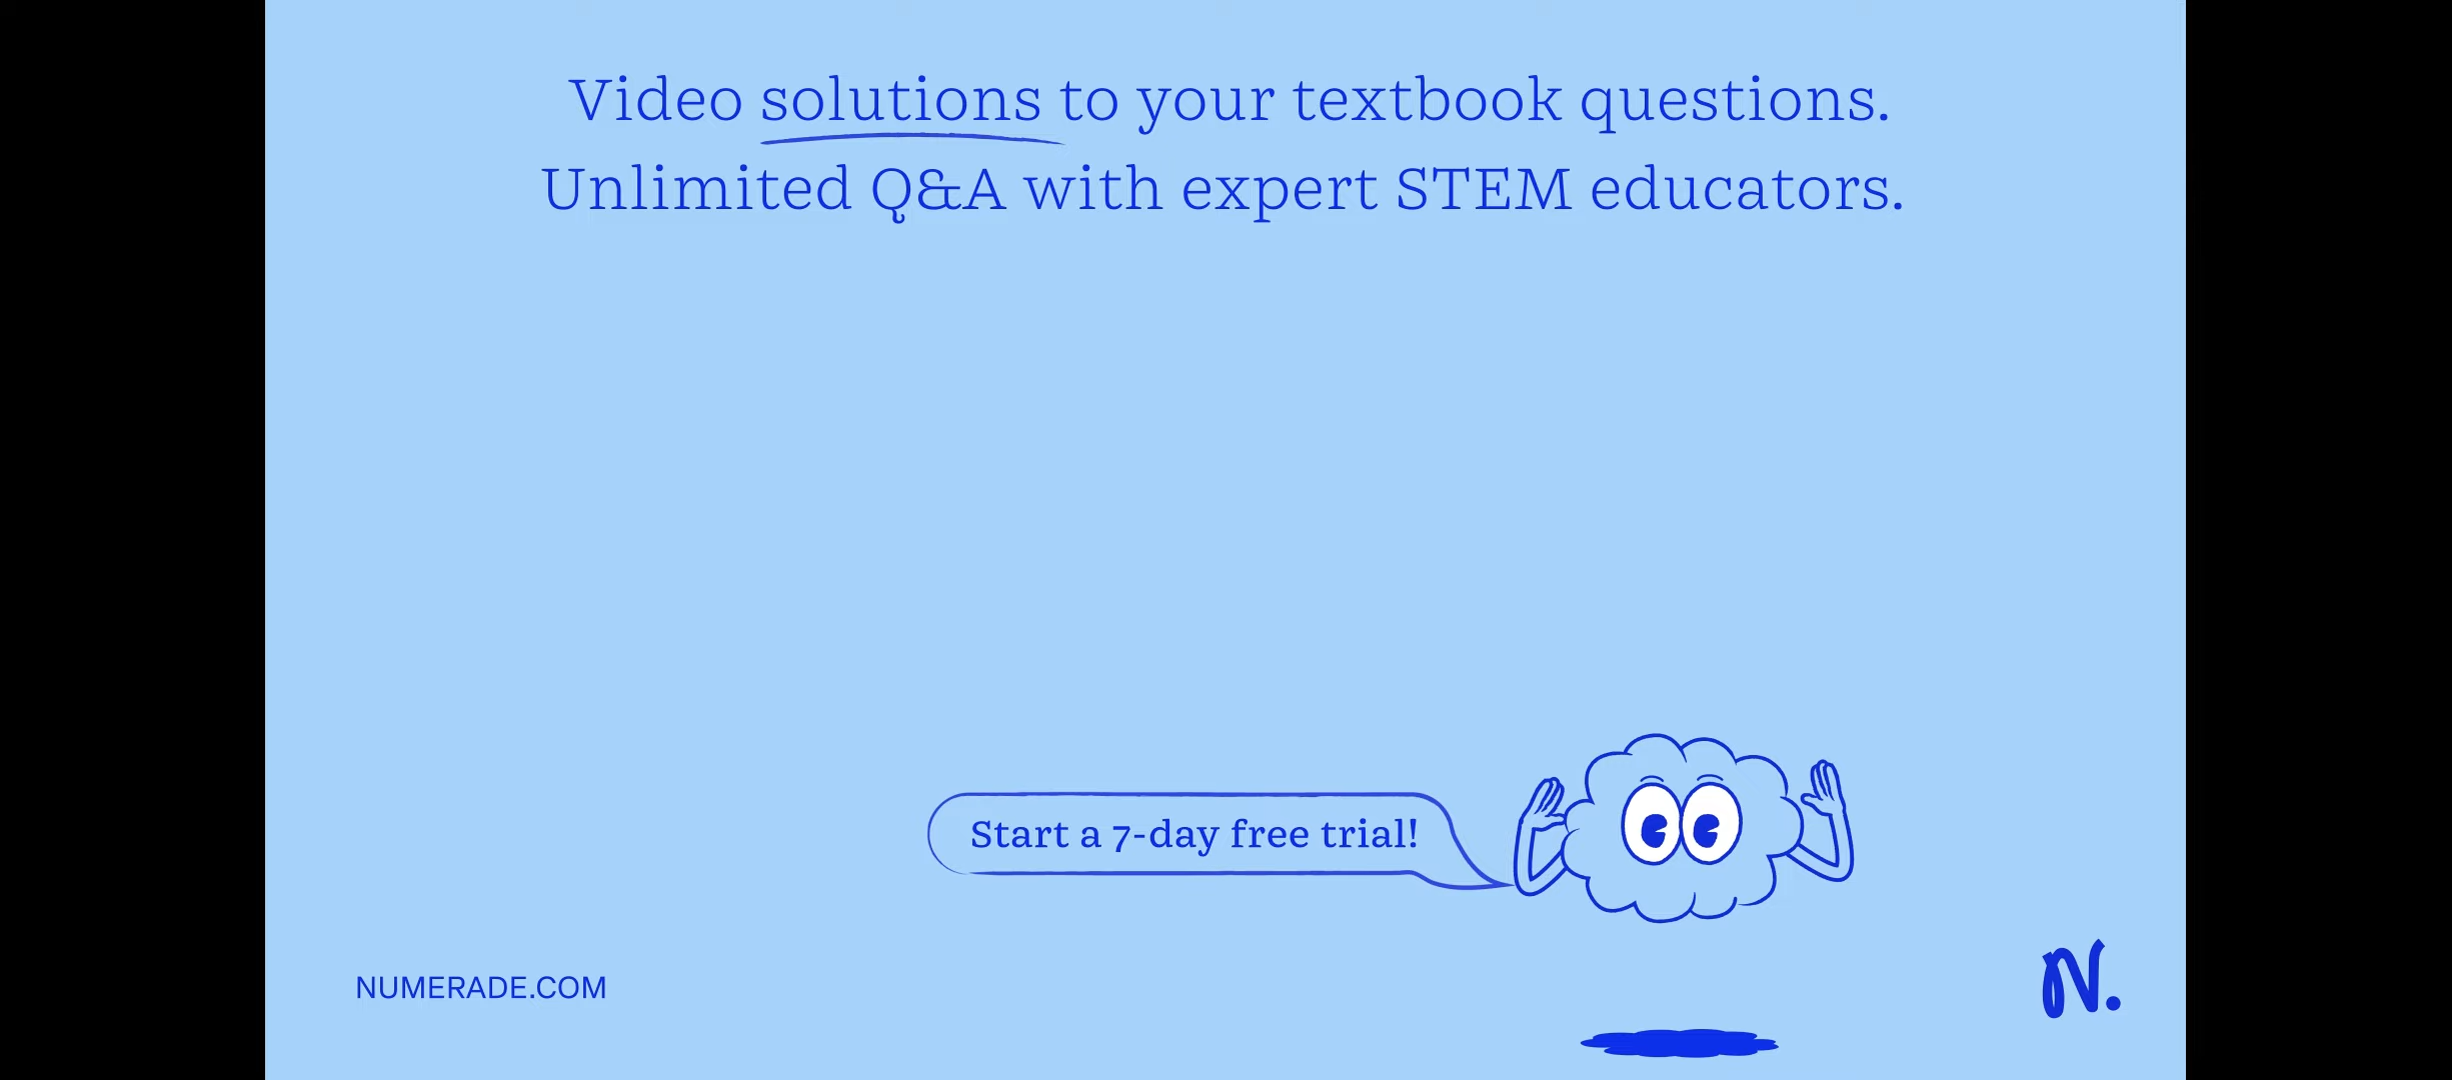 Video solutions to your textbook questions.
Unlimited Q&A with expert STEM educators.
Start a 7-day free trial!
NUMERADE.COM
N.